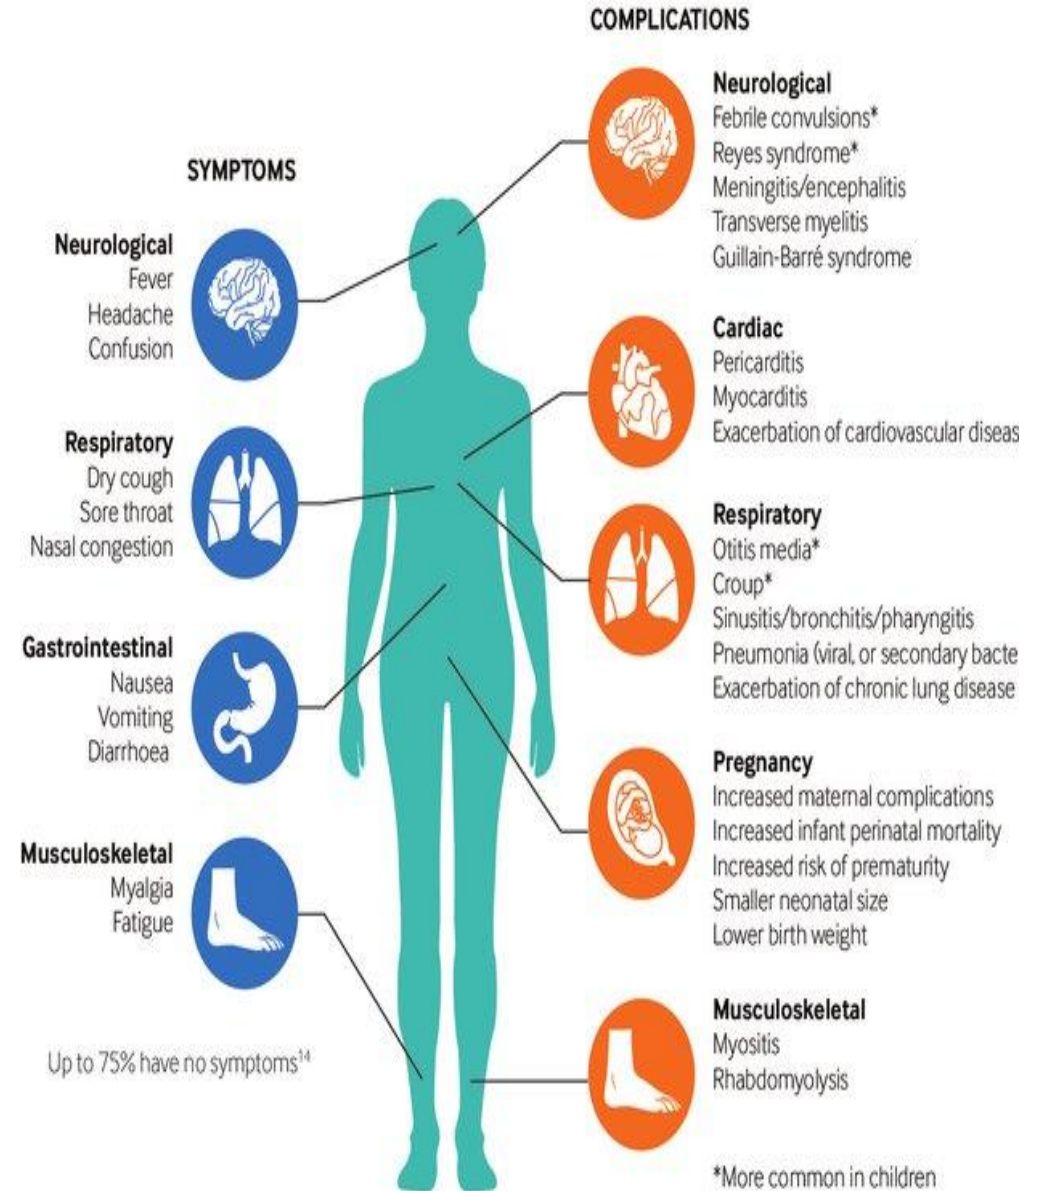 SYMPTOMS
Neurological
Fever
Headache
Confusion
Respiratory
Dry cough
Sore throat
Nasal congestion
Gastrointestinal
Nausea
Vomiting
Diarrhoea
Musculoskeletal
Myalgia
Fatigue
Up to 75% have no symptoms¹⁴
COMPLICATIONS
Neurological
Febrile convulsions*
Reyes syndrome*
Meningitis/encephalitis
Transverse myelitis
Guillain-Barré syndrome
Cardiac
Pericarditis
Myocarditis
Exacerbation of cardiovascular diseas
Respiratory
Otitis media*
Croup*
Sinusitis/bronchitis/pharyngitis
Pneumonia (viral, or secondary bacte
Exacerbation of chronic lung disease
Pregnancy
Increased maternal complications
Increased infant perinatal mortality
Increased risk of prematurity
Smaller neonatal size
Lower birth weight
Musculoskeletal
Myositis
Rhabdomyolysis
*More common in children